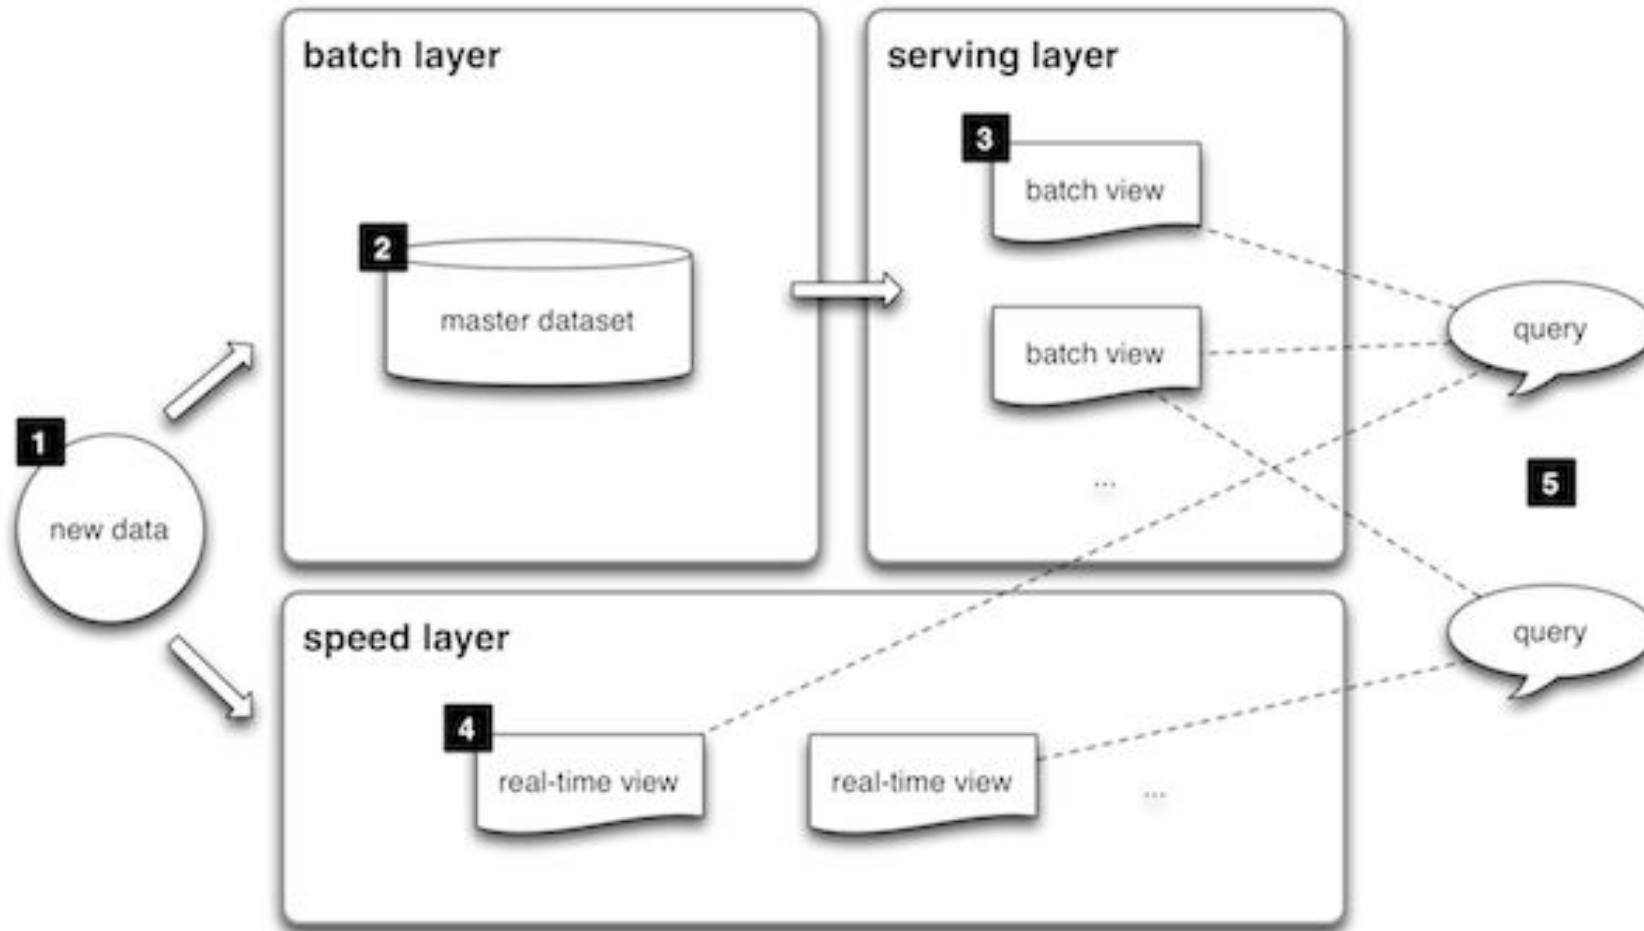 batch layer
serving layer
3
batch view
2
master dataset
batch view
query
1
new data
...
5
speed layer
query
4
real-time view
real-time view
...